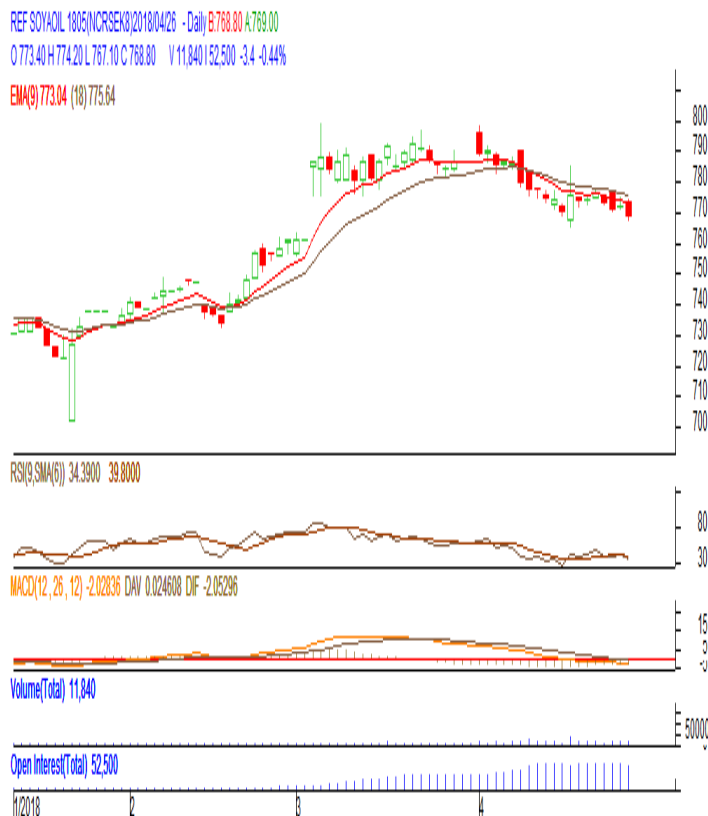 REF SOYAOIL 1805(NCRSEK8)2018/04/26 - Daily B:768.80 A:769.00
O 773.40 H 774.20 L 767.10 C 768.80 V 11,840 I 52,500 -3.4 -0.44%
EMA(9) 773.04 (18) 775.64
800
790
780
770
760
750
740
730
720
710
700
RSI(9,SMA(6)) 34.3900 39.8000
80
30
MACD(12 , 26 , 12) -2.02836 DAV 0.024608 DIF -2.05296
15
5
Volume(Total) 11,840
50000
Open Interest(Total) 52,500
1/2018
2
3
4